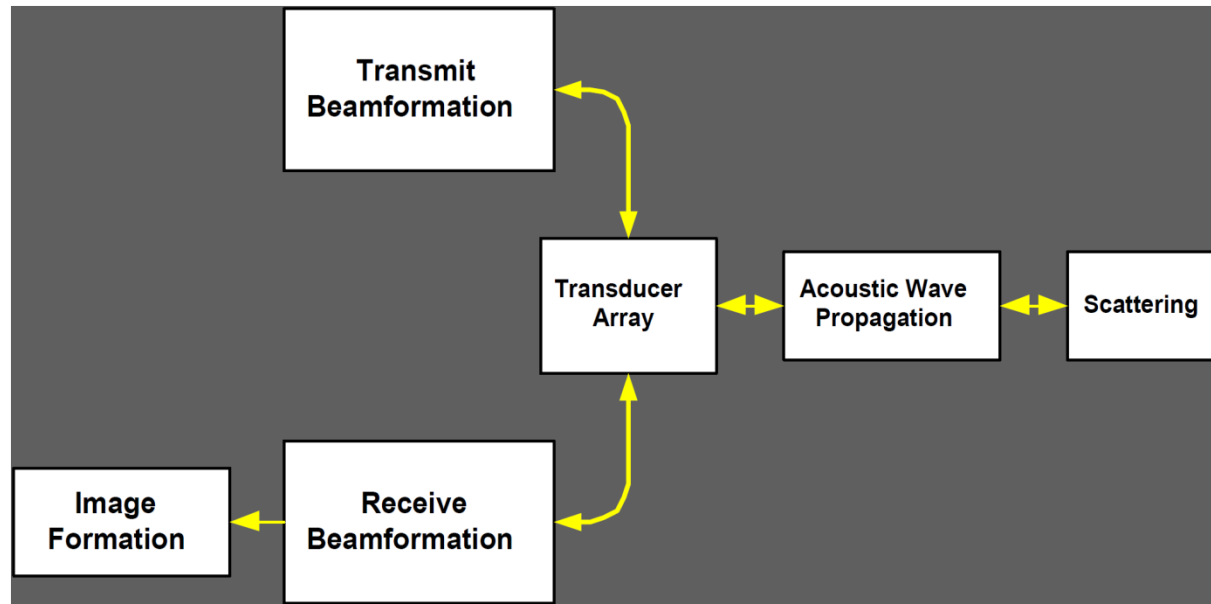 Transmit
Beamformation
Transducer
Array
Acoustic Wave
Propagation
Scattering
Image
Formation
Receive
Beamformation